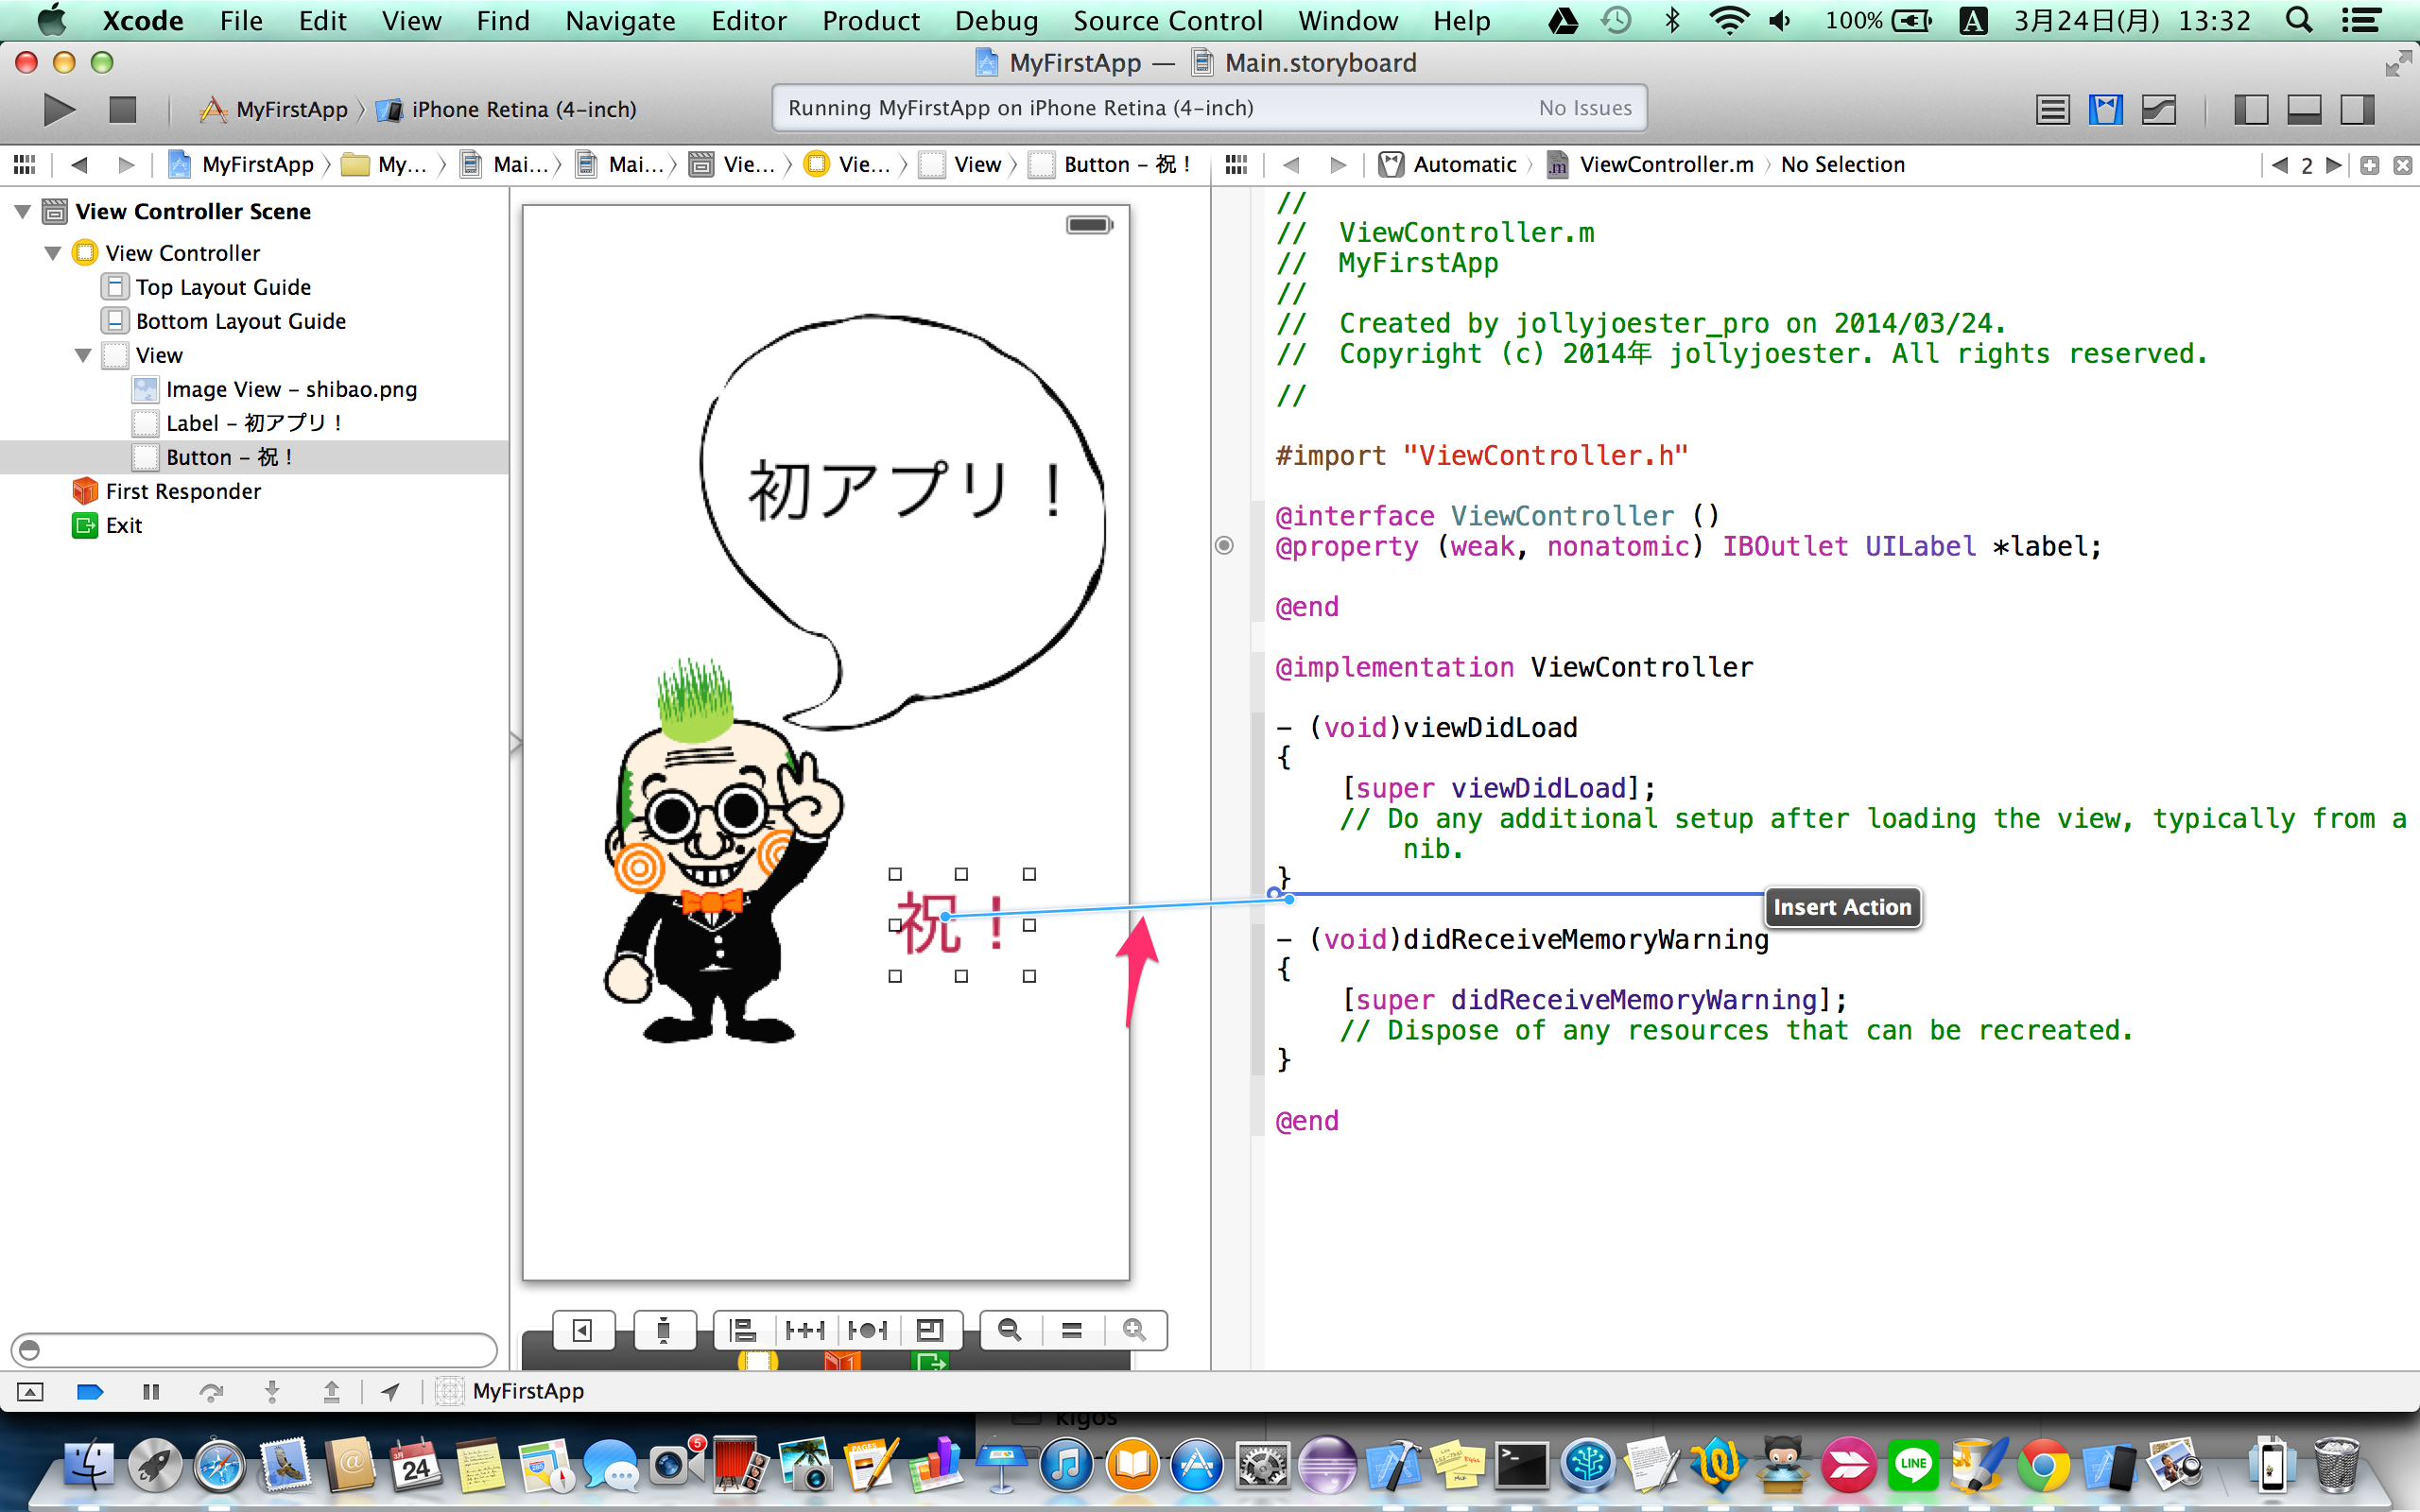 Xcode File Edit View Find Navigate Editor Product Debug Source Control Window Help 100% A 3月24日(月) 13:32
MyFirstApp — Main.storyboard
MyFirstApp iPhone Retina (4-inch) Running MyFirstApp on iPhone Retina (4-inch) No Issues
MyFirstApp My... Mai... Mai... Vie... Vie... View Button - 祝！ Automatic ViewController.m No Selection 2
View Controller Scene
View Controller
Top Layout Guide
Bottom Layout Guide
View
Image View - shibao.png
Label - 初アプリ！
Button - 祝！
First Responder
Exit
初アプリ！
祝！
//
//  ViewController.m
//  MyFirstApp
//
//  Created by jollyjoester_pro on 2014/03/24.
//  Copyright (c) 2014年 jollyjoester. All rights reserved.
//
#import "ViewController.h"
@interface ViewController ()
@property (weak, nonatomic) IBOutlet UILabel *label;
@end
@implementation ViewController
- (void)viewDidLoad
{
[super viewDidLoad];
// Do any additional setup after loading the view, typically from a
nib.
}
Insert Action
- (void)didReceiveMemoryWarning
{
[super didReceiveMemoryWarning];
// Dispose of any resources that can be recreated.
}
@end
MyFirstApp
kigos
24
5
PAGES
LINE